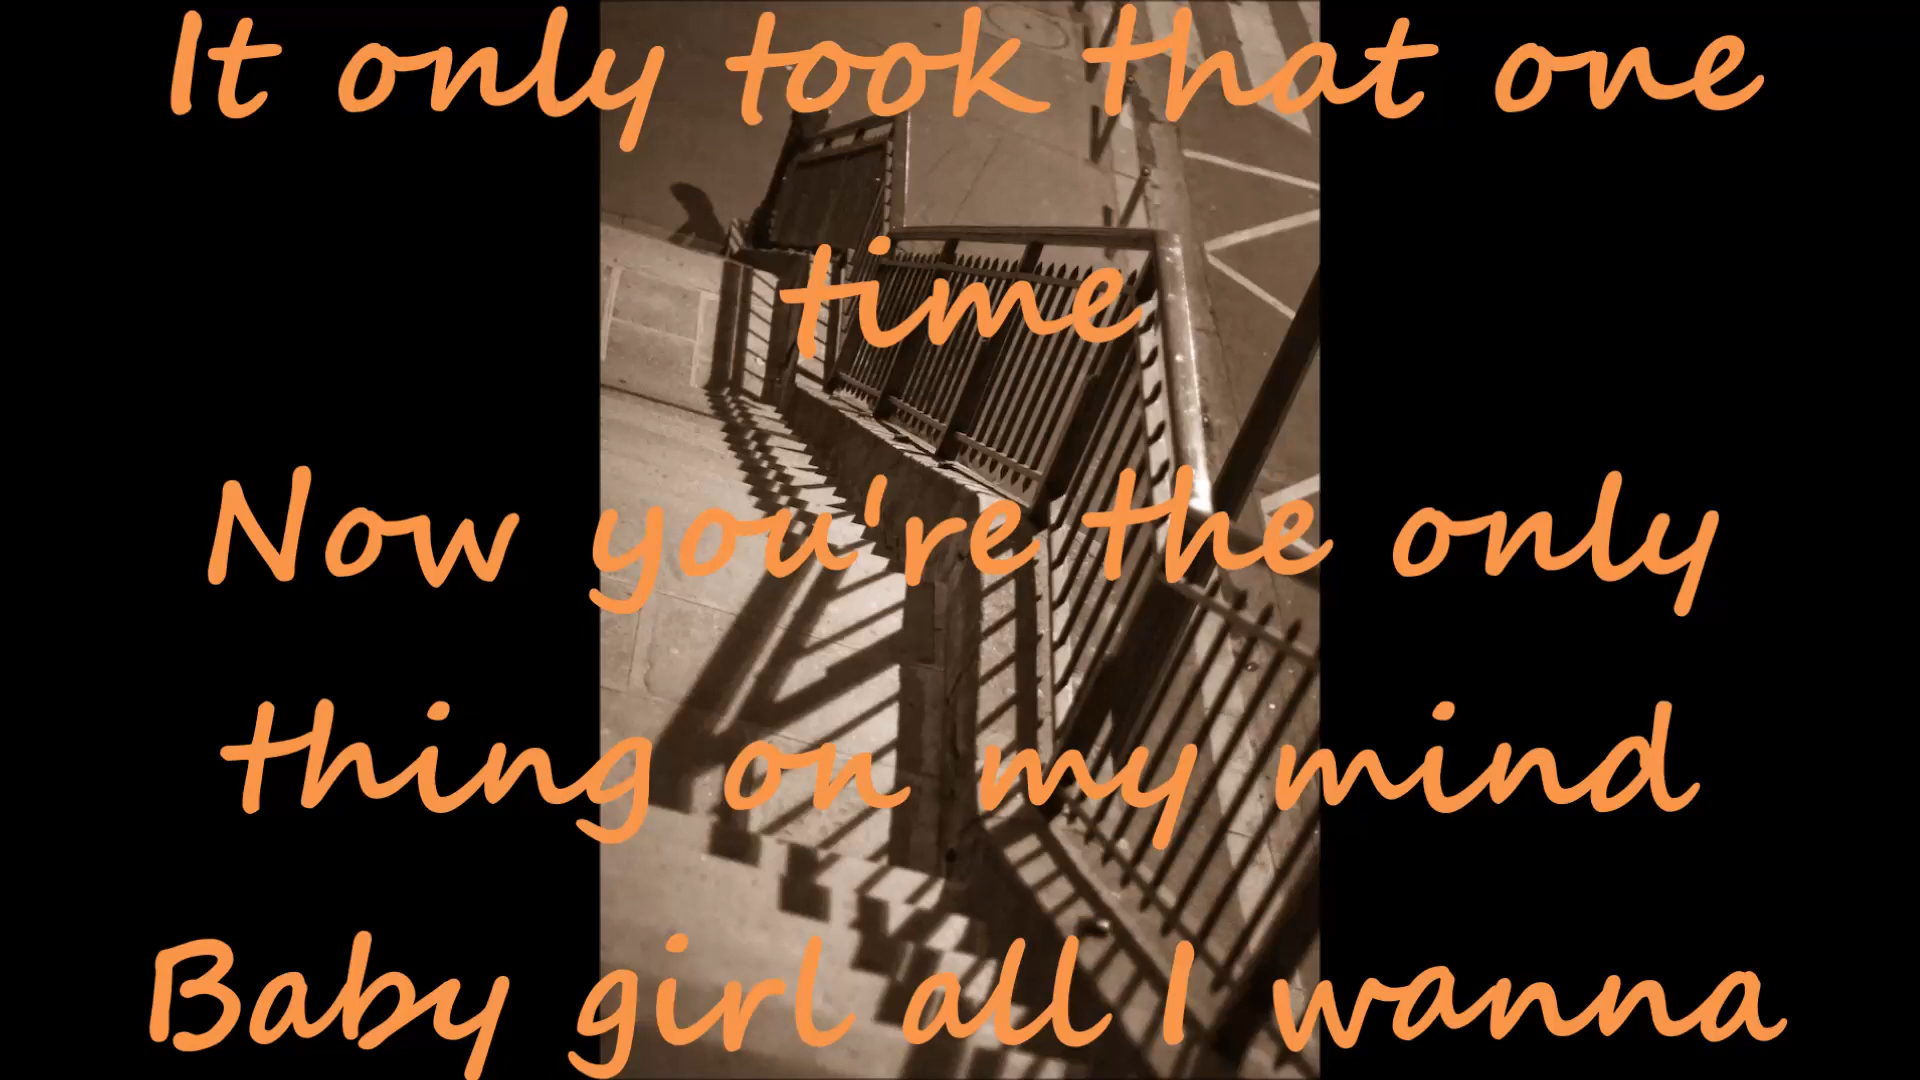 It only took that one
time
Now you're the only
thing on my mind
Baby girl all I wanna